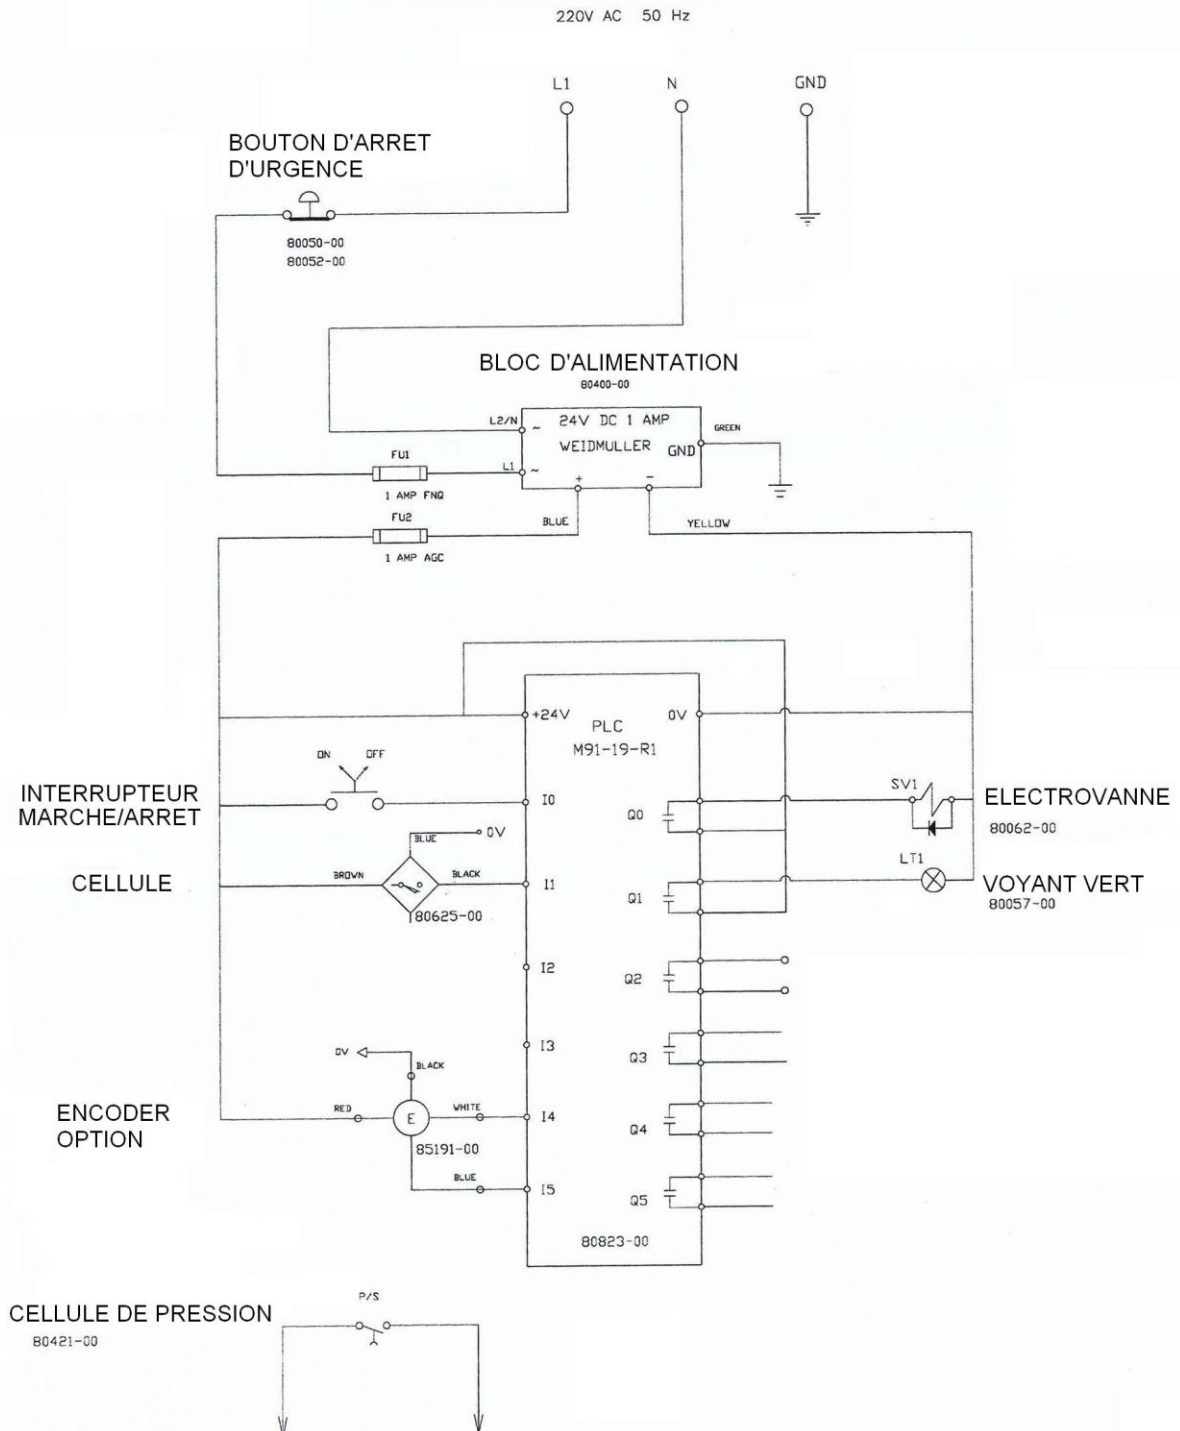 220V AC 50 Hz
L1
N
GND
BOUTON D'ARRET
D'URGENCE
80050-00
80052-00
BLOC D'ALIMENTATION
80400-00
L2/N
~
24V DC 1 AMP
WEIDMULLER
GND
GREEN
FU1
L1
~
1 AMP FNQ
+
-
FU2
BLUE
YELLOW
1 AMP AGC
+24V
0V
PLC
M91-19-R1
ON
OFF
INTERRUPTEUR
MARCHE/ARRET
I0
Q0
SV1
ELECTROVANNE
80062-00
BLUE
0V
CELLULE
BROWN
BLACK
I1
80625-00
Q1
LT1
VOYANT VERT
80057-00
I2
Q2
I3
Q3
0V
BLACK
ENCODER
OPTION
RED
E
WHITE
I4
Q4
85191-00
BLUE
I5
Q5
80823-00
CELLULE DE PRESSION
80421-00
P/S